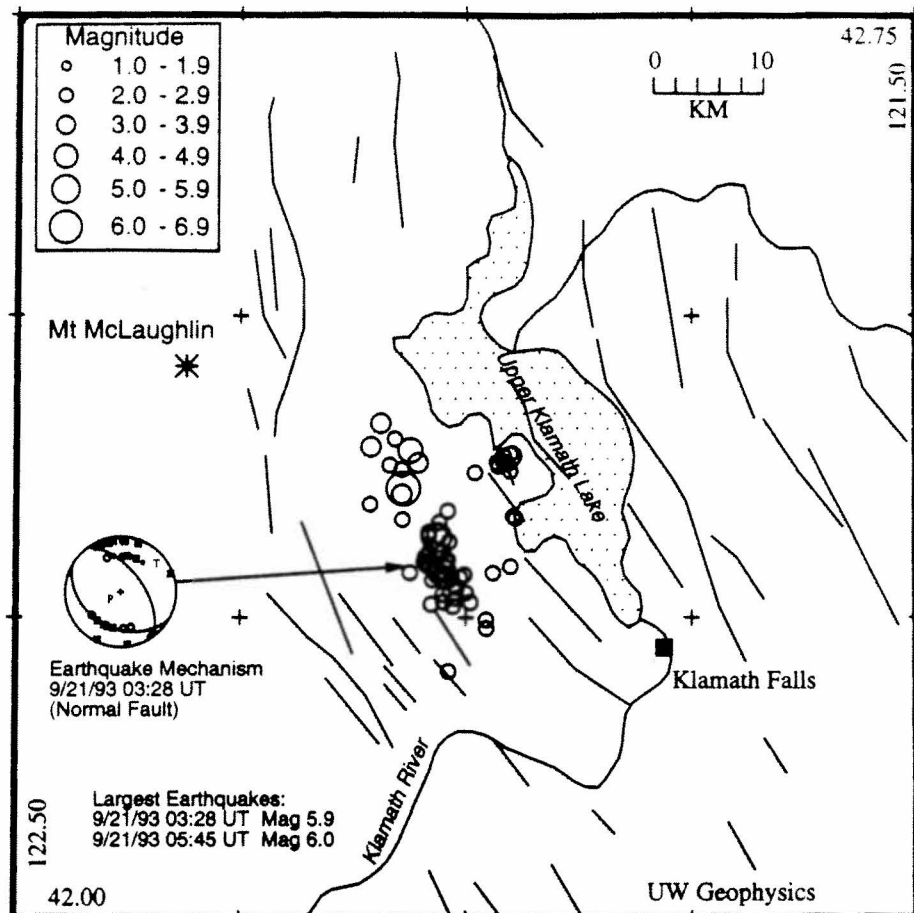 Magnitude
1.0 - 1.9
2.0 - 2.9
3.0 - 3.9
4.0 - 4.9
5.0 - 5.9
6.0 - 6.9
0 10
KM
42.75
121.50
Mt McLaughlin
Upper Klamath Lake
T
P
Earthquake Mechanism
9/21/93 03:28 UT
(Normal Fault)
Klamath Falls
Klamath River
Largest Earthquakes:
9/21/93 03:28 UT Mag 5.9
9/21/93 05:45 UT Mag 6.0
122.50
42.00
UW Geophysics